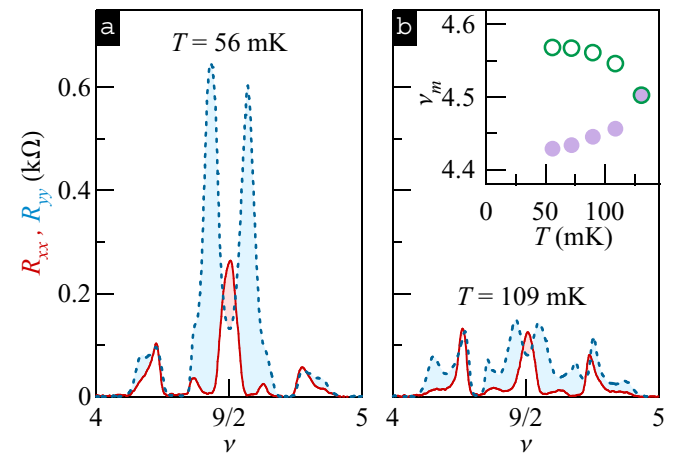 a
T = 56 mK
0.6
0.4
0.2
0
R_xx , R_yy (kΩ)
4
9/2
5
ν
b
4.6
4.5
4.4
ν_m
0
50
100
T (mK)
T = 109 mK
4
9/2
5
ν